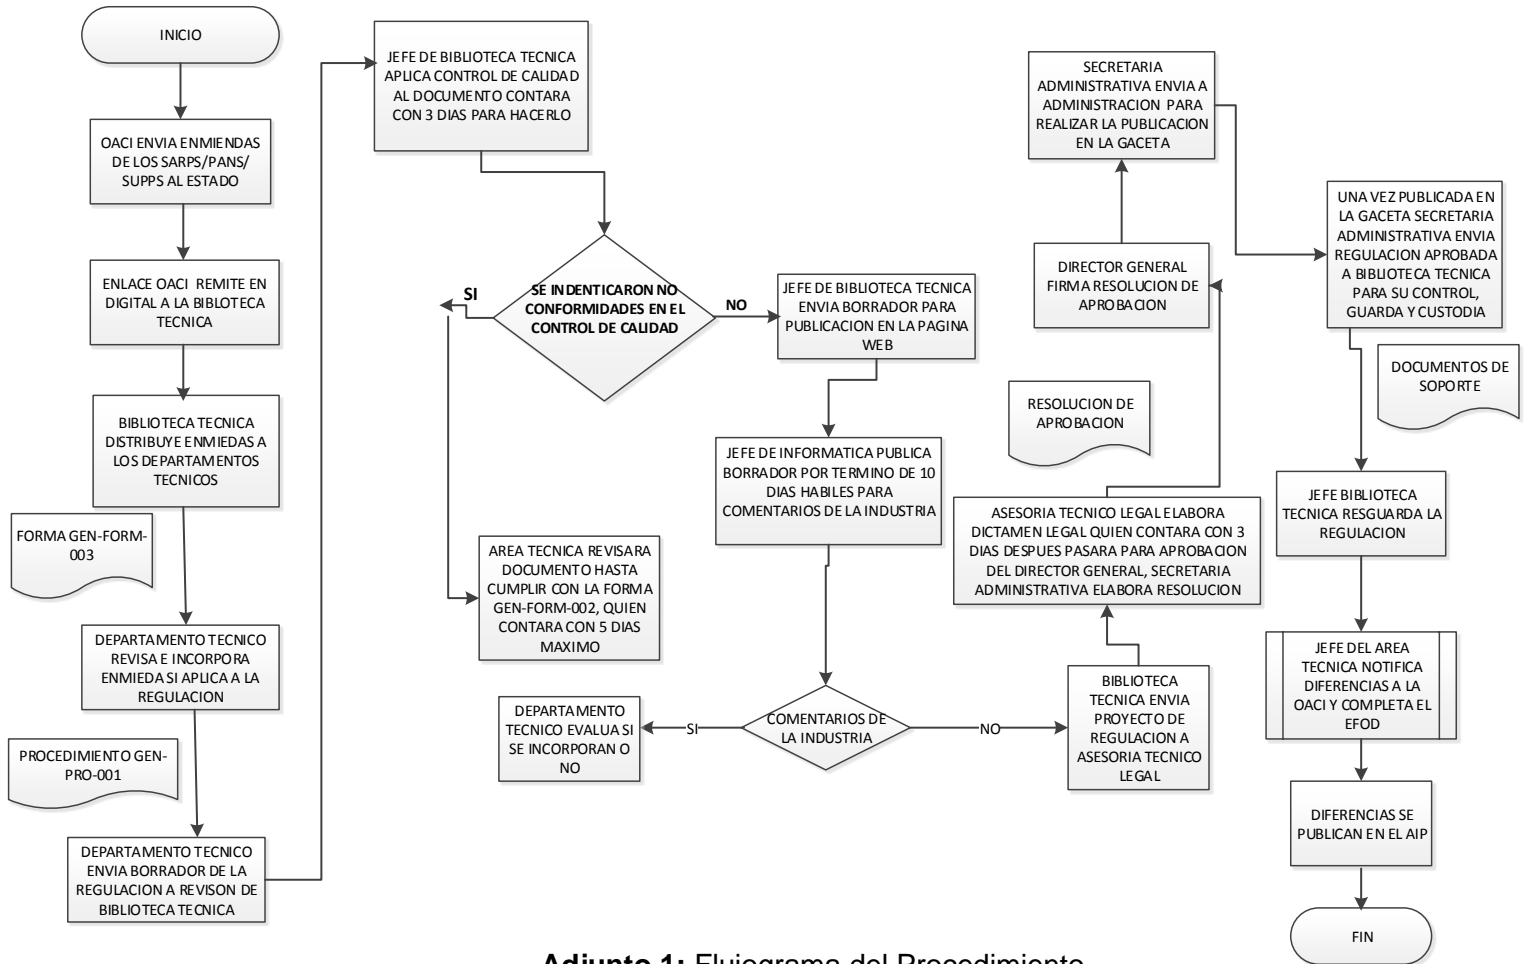 INICIO
OACI ENVIA ENMIENDAS
DE LOS SARPS/PANS/
SUPPS AL ESTADO
ENLACE OACI REMITE EN
DIGITAL A LA BIBLOTECA
TECNICA
BIBLIOTECA TECNICA
DISTRIBUYE ENMIEDAS A
LOS DEPARTAMENTOS
TECNICOS
FORMA GEN-FORM-
003
DEPARTAMENTO TECNICO
REVISA E INCORPORA
ENMIEDA SI APLICA A LA
REGULACION
PROCEDIMIENTO GEN-
PRO-001
DEPARTAMENTO TECNICO
ENVIA BORRADOR DE LA
REGULACION A REVISON DE
BIBLIOTECA TECNICA
JEFE DE BIBLIOTECA TECNICA
APLICA CONTROL DE CALIDAD
AL DOCUMENTO CONTARA
CON 3 DIAS PARA HACERLO
SE INDENTICARON NO
CONFORMIDADES EN EL
CONTROL DE CALIDAD
SI
NO
AREA TECNICA REVISARA
DOCUMENTO HASTA
CUMPLIR CON LA FORMA
GEN-FORM-002, QUIEN
CONTARA CON 5 DIAS
MAXIMO
JEFE DE BIBLIOTECA TECNICA
ENVIA BORRADOR PARA
PUBLICACION EN LA PAGINA
WEB
JEFE DE INFORMATICA PUBLICA
BORRADOR POR TERMINO DE 10
DIAS HABILES PARA
COMENTARIOS DE LA INDUSTRIA
COMENTARIOS DE
LA INDUSTRIA
SI
NO
DEPARTAMENTO
TECNICO EVALUA SI
SE INCORPORAN O
NO
BIBLIOTECA
TECNICA ENVIA
PROYECTO DE
REGULACION A
ASESORIA TECNICO
LEGAL
ASESORIA TECNICO LEGAL ELABORA
DICTAMEN LEGAL QUIEN CONTARA CON 3
DIAS DESPUES PASARA PARA APROBACION
DEL DIRECTOR GENERAL, SECRETARIA
ADMINISTRATIVA ELABORA RESOLUCION
RESOLUCION DE
APROBACION
DIRECTOR GENERAL
FIRMA RESOLUCION DE
APROBACION
SECRETARIA
ADMINISTRATIVA ENVIA A
ADMINISTRACION PARA
REALIZAR LA PUBLICACION
EN LA GACETA
UNA VEZ PUBLICADA EN
LA GACETA SECRETARIA
ADMINISTRATIVA ENVIA
REGULACION APROBADA
A BIBLIOTECA TECNICA
PARA SU CONTROL,
GUARDA Y CUSTODIA
DOCUMENTOS DE
SOPORTE
JEFE BIBLIOTECA
TECNICA RESGUARDA LA
REGULACION
JEFE DEL AREA
TECNICA NOTIFICA
DIFERENCIAS A LA
OACI Y COMPLETA EL
EFOD
DIFERENCIAS SE
PUBLICAN EN EL AIP
FIN
Adjunto 1: Flujograma del Procedimiento